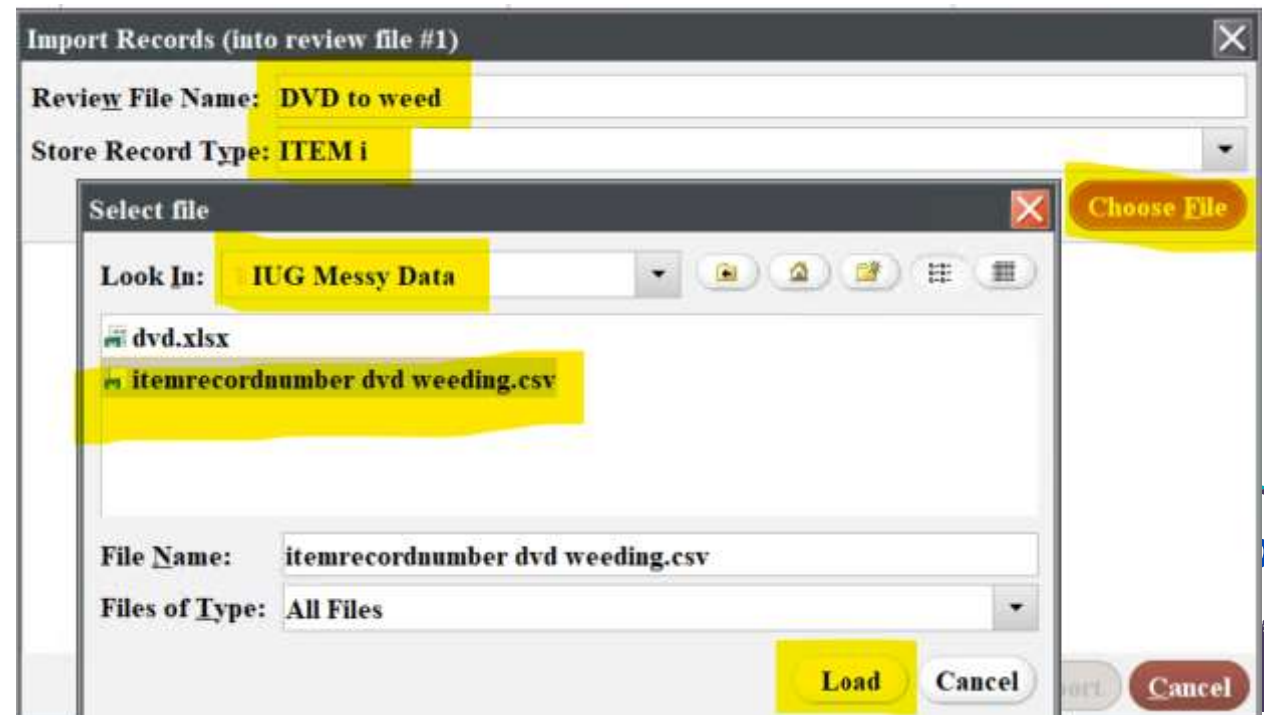 Import Records (into review file #1)
Review File Name: DVD to weed
Store Record Type: ITEM i
Choose File
Select file
Look In: IUG Messy Data
dvd.xlsx
itemrecordnumber dvd weeding.csv
File Name: itemrecordnumber dvd weeding.csv
Files of Type: All Files
Load Cancel
Cancel